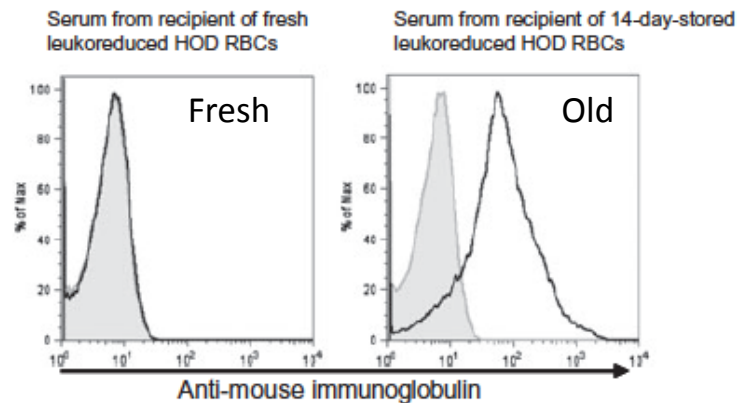 Serum from recipient of fresh
leukoreduced HOD RBCs
Serum from recipient of 14-day-stored
leukoreduced HOD RBCs
Fresh
Old
% of Max
100
80
60
40
20
0
10⁰ 10¹ 10² 10³ 10⁴
% of Max
100
80
60
40
20
0
10⁰ 10¹ 10² 10³ 10⁴
Anti-mouse immunoglobulin